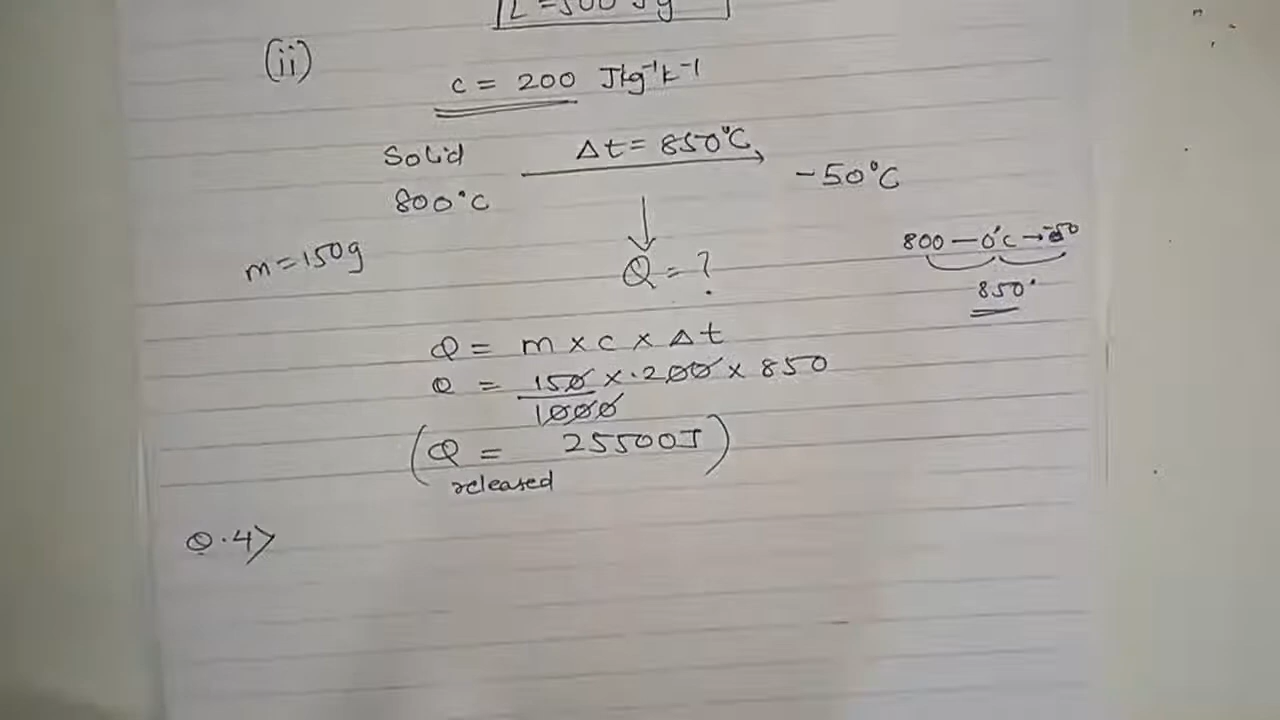 L = 500 J/g
(ii)
c = 200 Jkg⁻¹k⁻¹
Solid Δt = 850°C
800°C -50°C
m = 150g
Q = ?
800 — 0°C → -50
850°
Q = m × c × Δt
Q = 150 × 200 × 850
1000
(Q = 25500J)
released
Q.4>